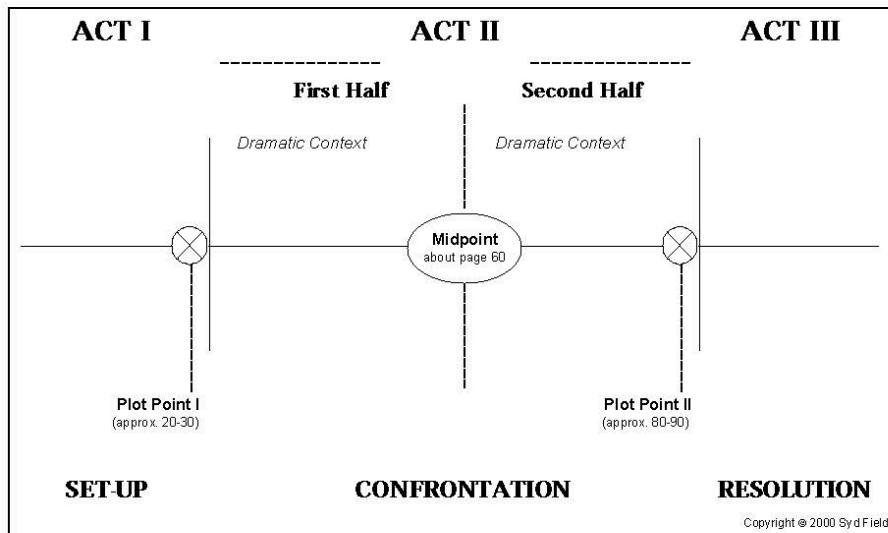 ACT I
ACT II
ACT III
First Half
Second Half
Dramatic Context
Dramatic Context
Midpoint
about page 60
Plot Point I
(approx. 20-30)
Plot Point II
(approx. 80-90)
SET-UP
CONFRONTATION
RESOLUTION
Copyright © 2000 Syd Field